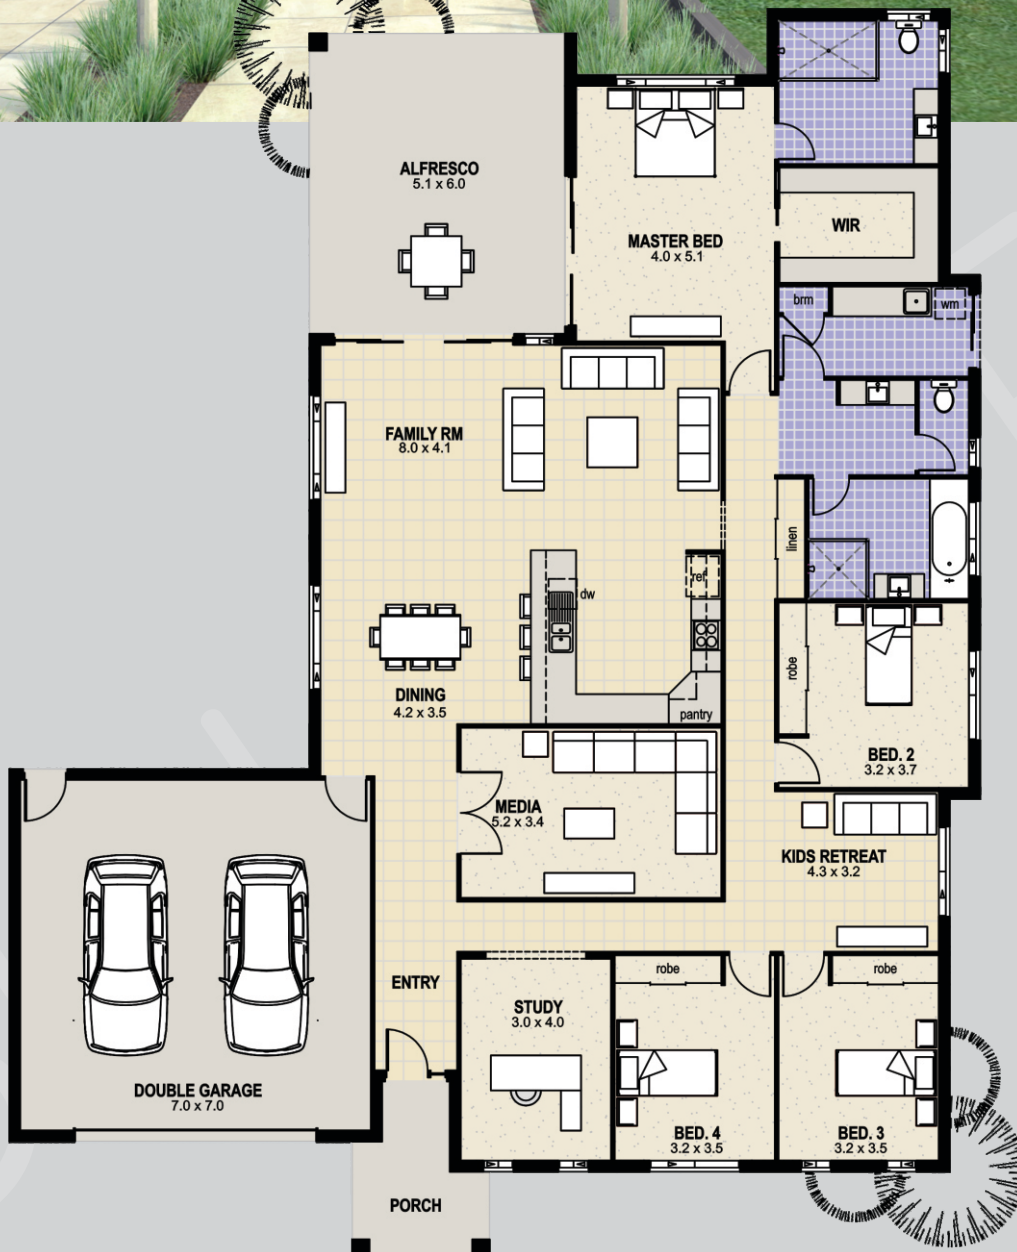 ALFRESCO
5.1 x 6.0
MASTER BED
4.0 x 5.1
WIR
brm
wm
FAMILY RM
8.0 x 4.1
linen
ref
dw
DINING
4.2 x 3.5
pantry
robe
BED. 2
3.2 x 3.7
MEDIA
5.2 x 3.4
KIDS RETREAT
4.3 x 3.2
ENTRY
robe
robe
STUDY
3.0 x 4.0
DOUBLE GARAGE
7.0 x 7.0
BED. 4
3.2 x 3.5
BED. 3
3.2 x 3.5
PORCH